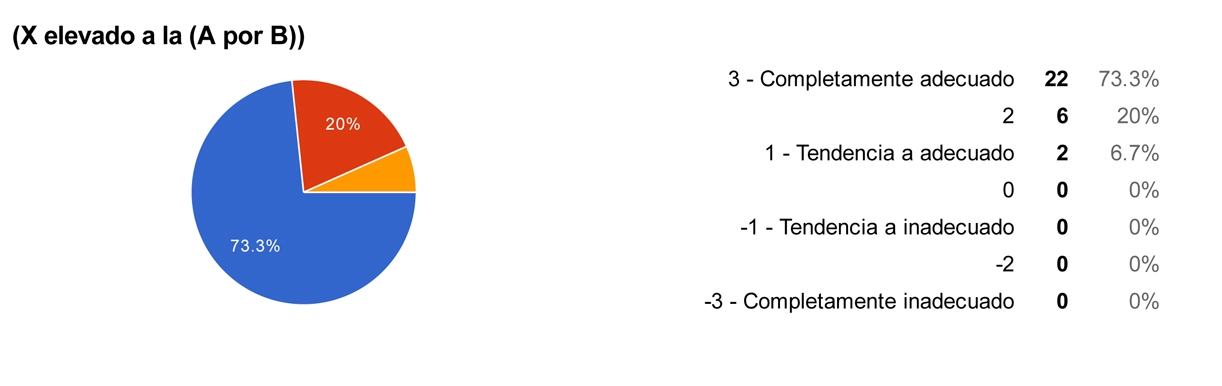 (X elevado a la (A por B))
20%
73.3%
3 - Completamente adecuado 22 73.3%
2 6 20%
1 - Tendencia a adecuado 2 6.7%
0 0 0%
-1 - Tendencia a inadecuado 0 0%
-2 0 0%
-3 - Completamente inadecuado 0 0%